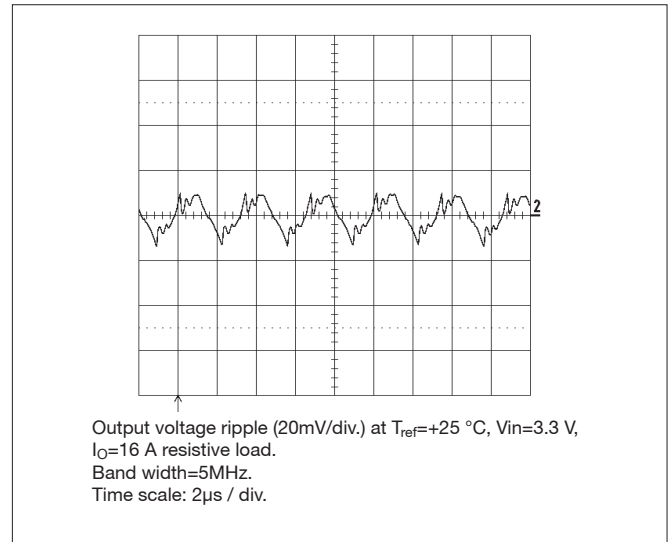 2
Output voltage ripple (20mV/div.) at Tref=+25 °C, Vin=3.3 V,
IO=16 A resistive load.
Band width=5MHz.
Time scale: 2µs / div.